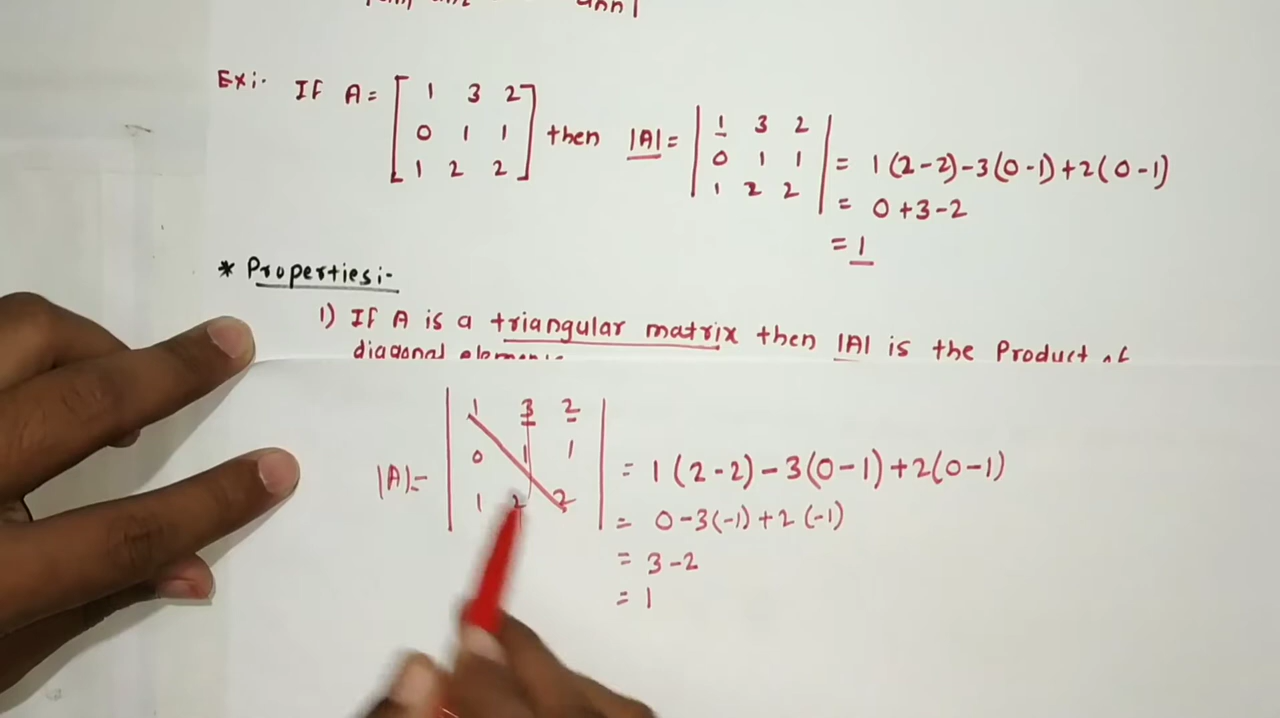 Ex:- If A = [ 1 3 2 then |A| = | 1 3 2 | = 1(2-2)-3(0-1)+2(0-1)
0 1 1
1 2 2 ]
0 1 1
1 2 2
= 0+3-2
= 1
* Properties:-
1) If A is a triangular matrix then |A| is the Product of
diagonal elements
|A| = | 1 3 2 |
0 1 1
1 2 2
= 1(2-2)-3(0-1)+2(0-1)
= 0-3(-1)+2(-1)
= 3-2
= 1